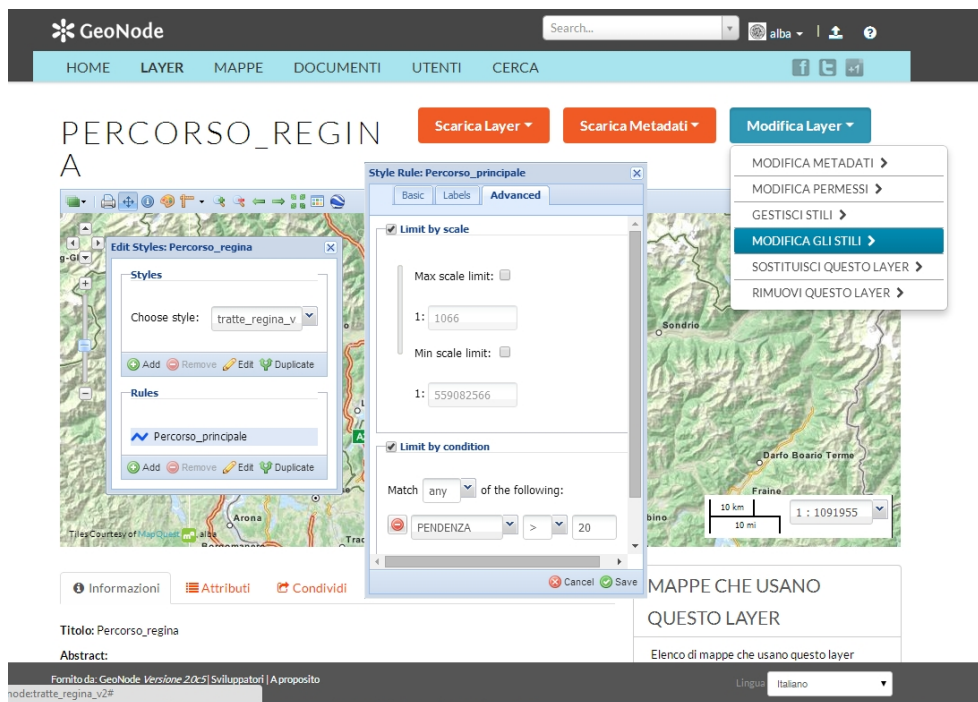 GeoNode
Search...
alba
HOME LAYER MAPPE DOCUMENTI UTENTI CERCA
PERCORSO_REGIN
A
Scarica Layer
Scarica Metadati
Modifica Layer
MODIFICA METADATI
MODIFICA PERMESSI
GESTISCI STILI
MODIFICA GLI STILI
SOSTITUISCI QUESTO LAYER
RIMUOVI QUESTO LAYER
Edit Styles: Percorso_regina
Styles
Choose style: tratte_regina_v
Add Remove Edit Duplicate
Rules
Percorso_principale
Add Remove Edit Duplicate
Style Rule: Percorso_principale
Basic Labels Advanced
Limit by scale
Max scale limit:
1: 1066
Min scale limit:
1: 559082566
Limit by condition
Match any of the following:
PENDENZA > 20
Cancel Save
Sondrio
Darfo Boario Terme
Fraine
Arona
Borgomanero
10 km
10 mi
1 : 1091955
Tiles Courtesy of MapQuest
Informazioni Attributi Condividi
Titolo: Percorso_regina
Abstract:
MAPPE CHE USANO
QUESTO LAYER
Elenco di mappe che usano questo layer
Fornito da: GeoNode Versione 2.0c5 | Sviluppatori | A proposito
Lingua Italiano
node:tratte_regina_v2#